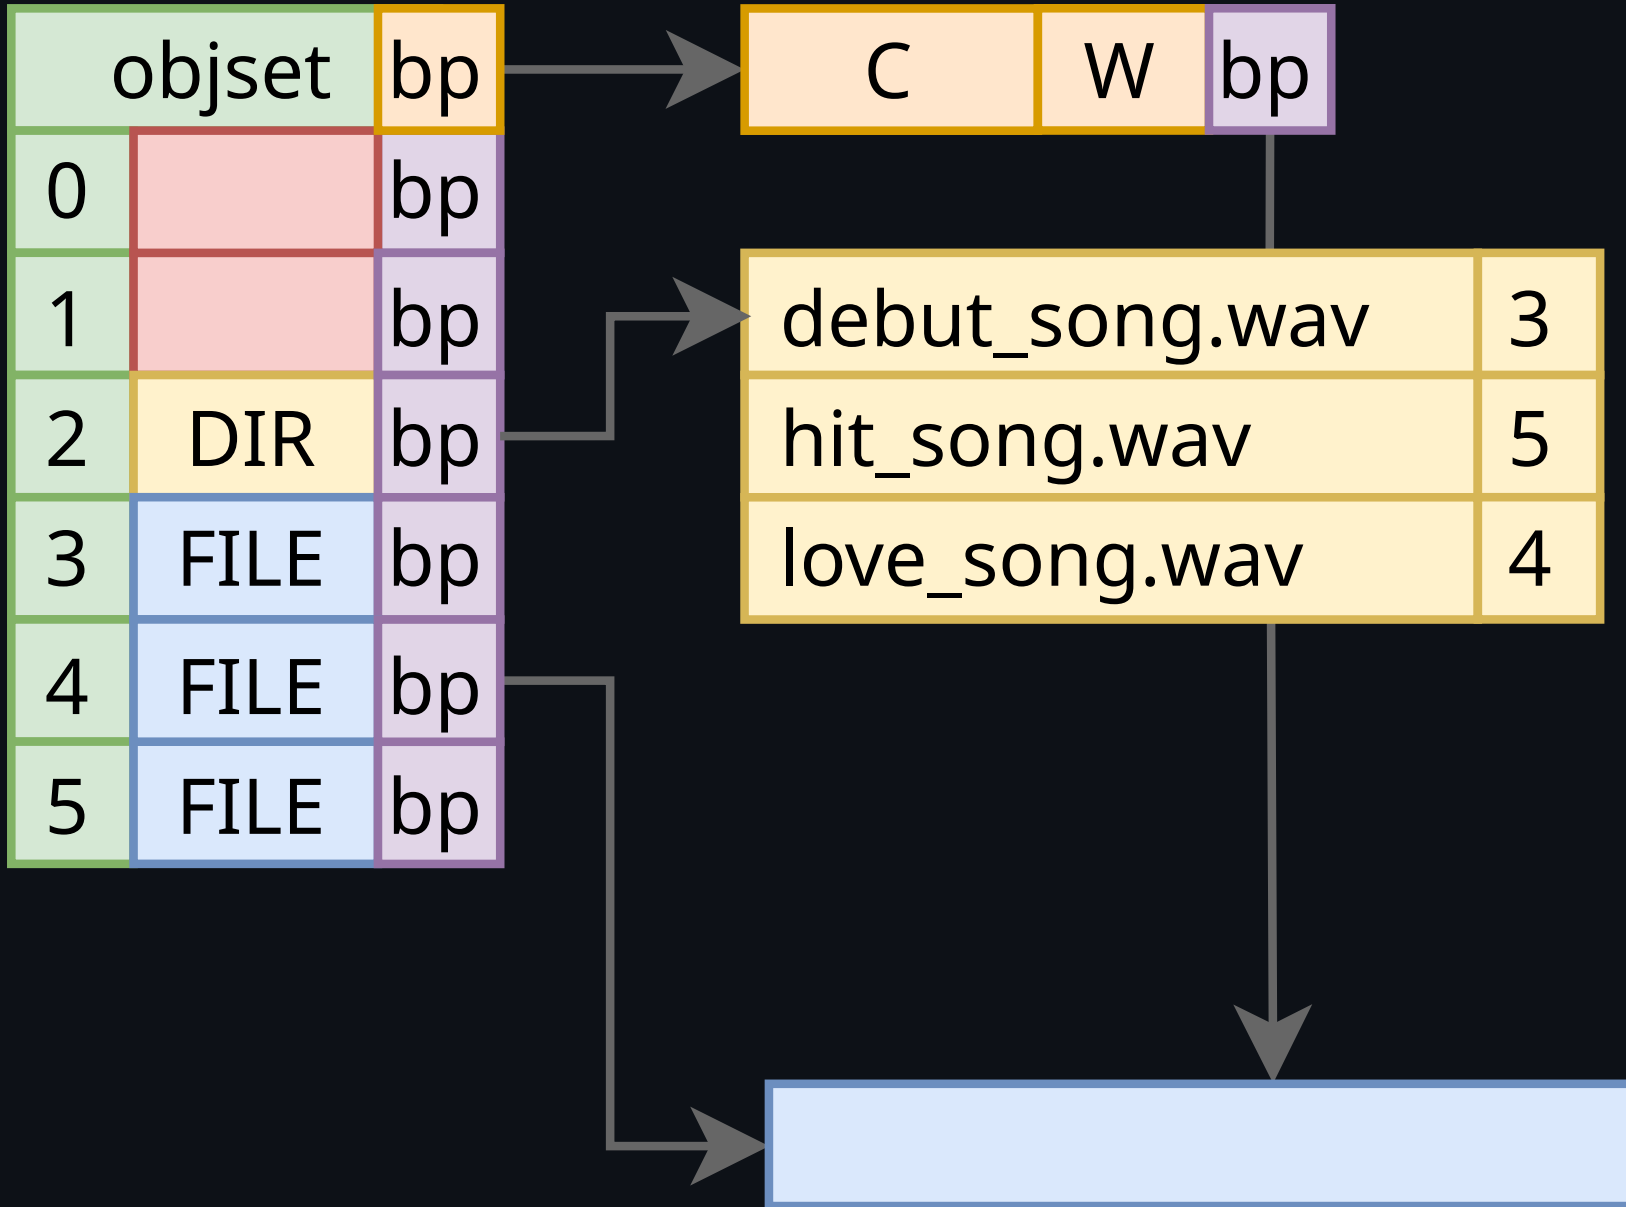 objset bp
C W bp
0 bp
1 bp
2 DIR bp
3 FILE bp
4 FILE bp
5 FILE bp
debut_song.wav 3
hit_song.wav 5
love_song.wav 4